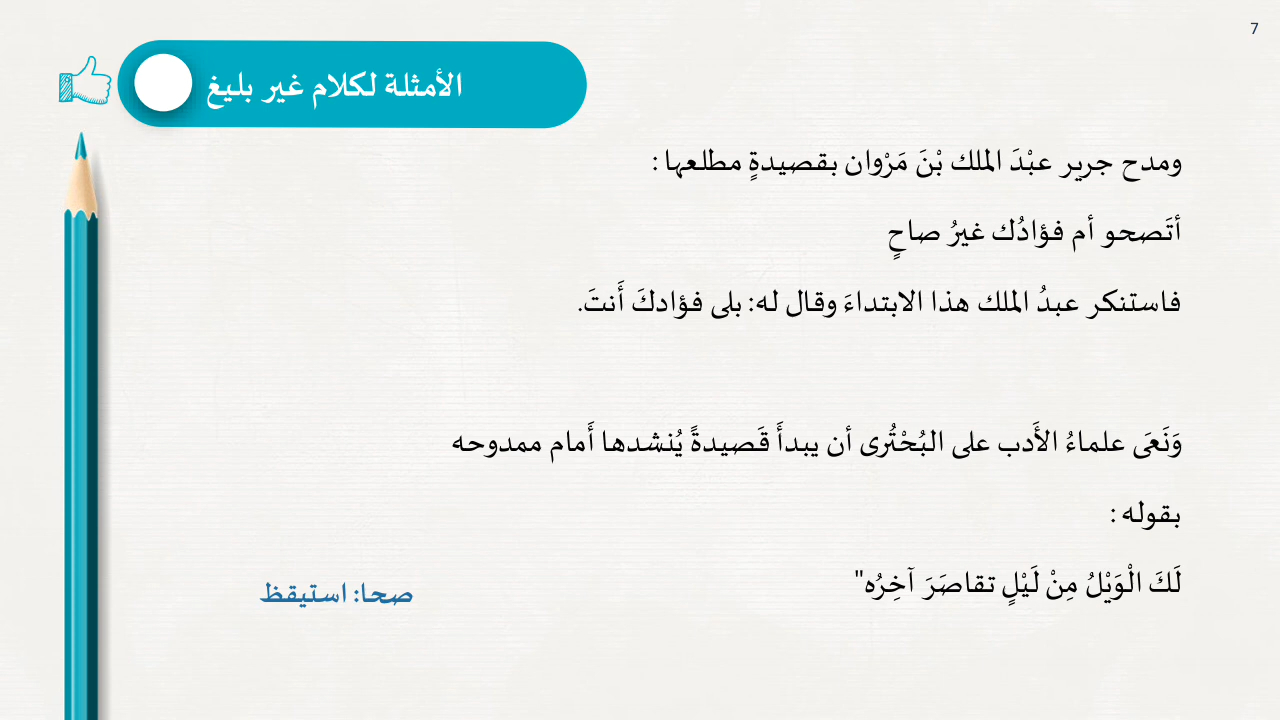 7
الأمثلة لكلام غير بليغ
ومدح جرير عبْدَ الملك بْنَ مَرْوان بقصيدةٍ مطلعها :
أتَصحو أم فؤادُك غيرُ صاحٍ
فاستنكر عبدُ الملك هذا الابتداءَ وقال له: بلى فؤادكَ أَنتَ.
وَنَعَى علماءُ الأَدب على البُحْتُرى أن يبدأَ قَصيدةً يُنشدها أَمام ممدوحه
بقوله :
لَكَ الْوَيْلُ مِنْ لَيْلٍ تقاصَرَ آخِرُه"
صحا: استيقظ